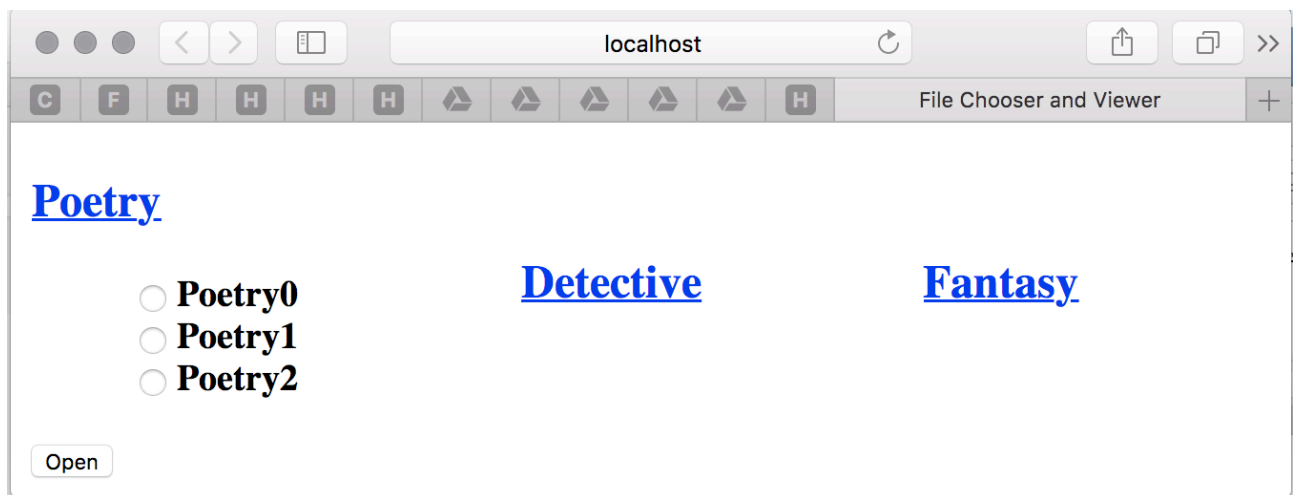 localhost
C F H H H H H File Chooser and Viewer
Poetry
Detective Fantasy
Poetry0
Poetry1
Poetry2
Open